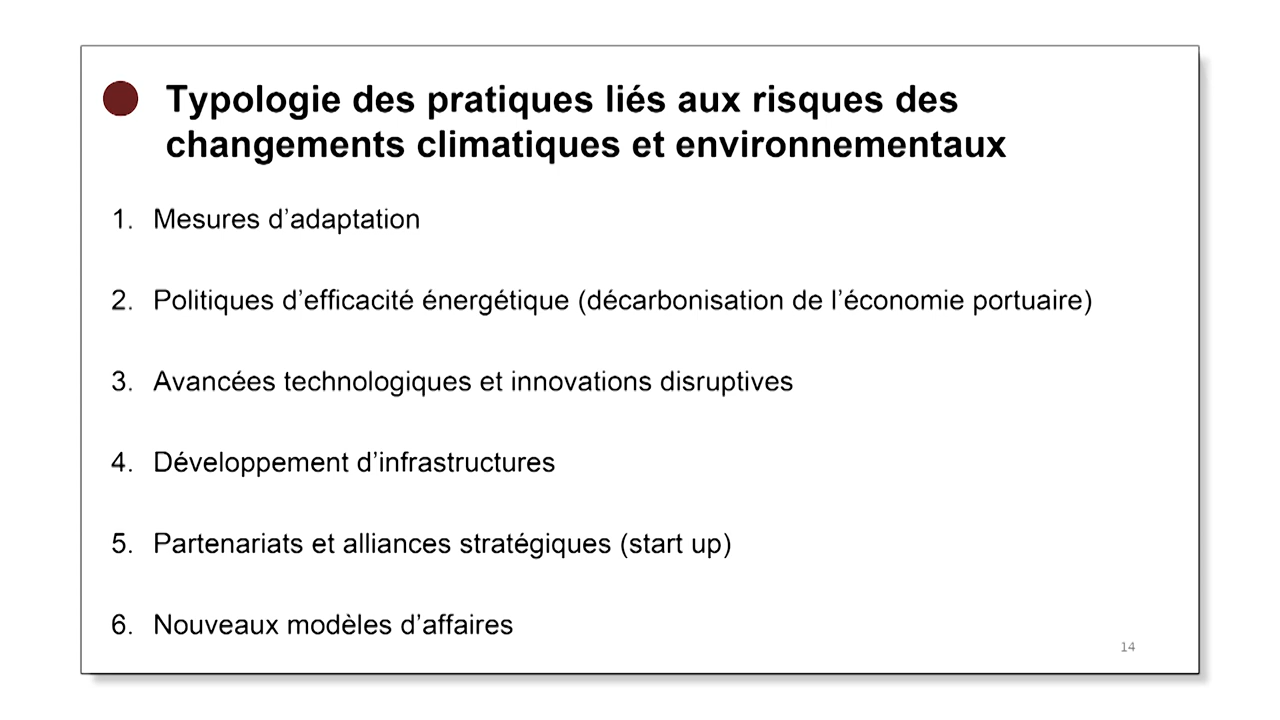 Typologie des pratiques liés aux risques des
changements climatiques et environnementaux
1. Mesures d’adaptation
2. Politiques d’efficacité énergétique (décarbonisation de l’économie portuaire)
3. Avancées technologiques et innovations disruptives
4. Développement d’infrastructures
5. Partenariats et alliances stratégiques (start up)
6. Nouveaux modèles d’affaires
14